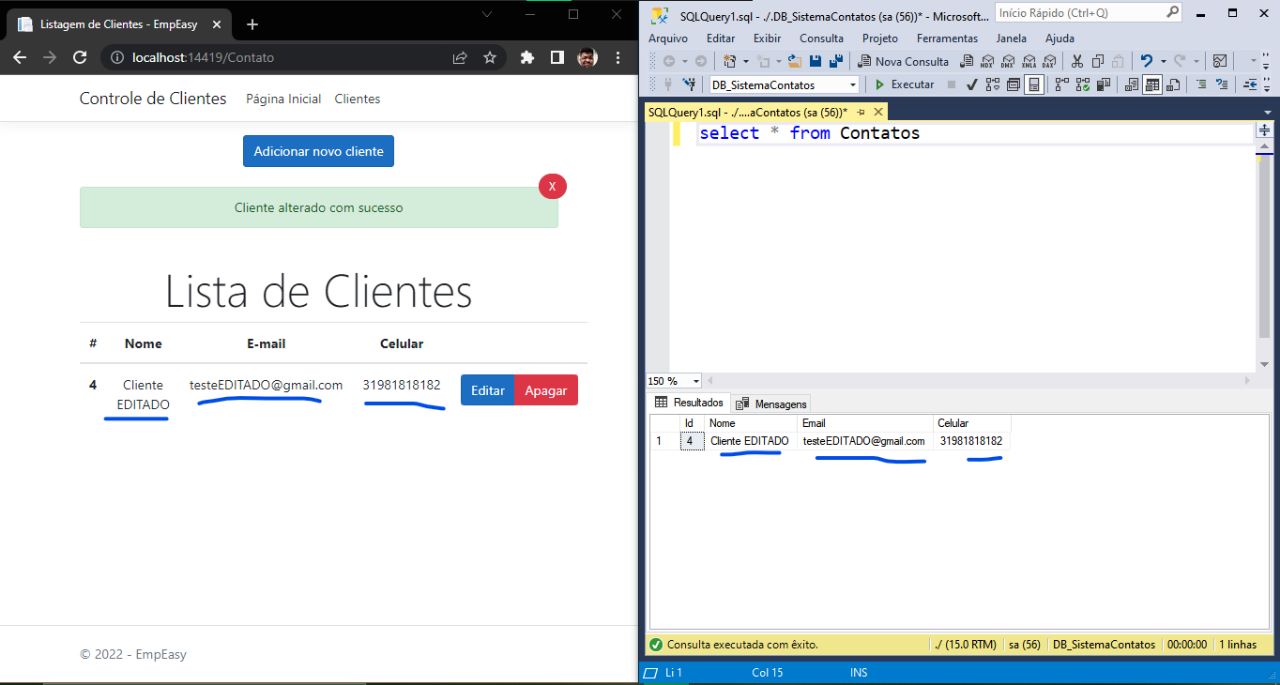 Listagem de Clientes - EmpEasy
localhost:14419/Contato
Controle de Clientes Página Inicial Clientes
Adicionar novo cliente
X
Cliente alterado com sucesso
Lista de Clientes
# Nome E-mail Celular
4 Cliente EDITADO testeEDITADO@gmail.com 31981818182 Editar Apagar
© 2022 - EmpEasy
SQLQuery1.sql - ./.DB_SistemaContatos (sa (56))* - Microsoft...
Início Rápido (Ctrl+Q)
Arquivo Editar Exibir Consulta Projeto Ferramentas Janela Ajuda
Nova Consulta MDX DMX XMLA DAX
DB_SistemaContatos Executar
SQLQuery1.sql - ./....aContatos (sa (56))*
select * from Contatos
150 %
Resultados Mensagens
Id Nome Email Celular
1 4 Cliente EDITADO testeEDITADO@gmail.com 31981818182
Consulta executada com êxito. ./ (15.0 RTM) sa (56) DB_SistemaContatos 00:00:00 1 linhas
Li 1 Col 15 INS